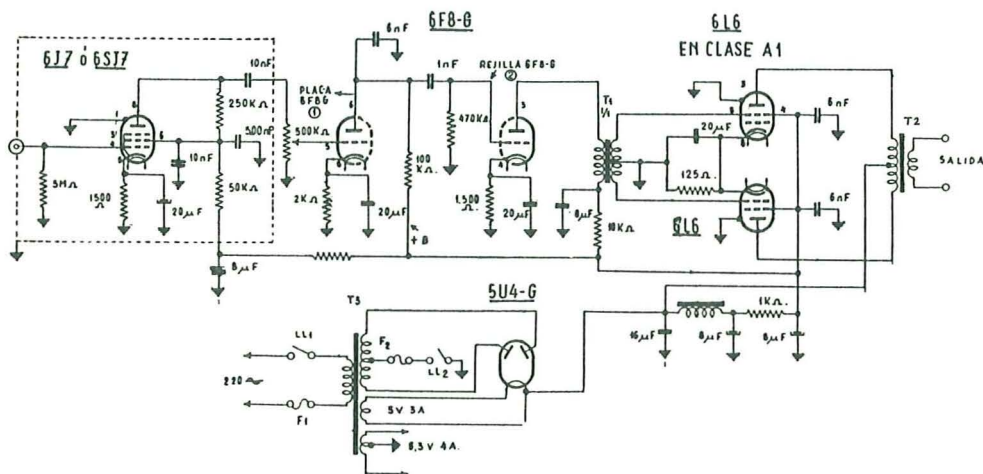 6J7 ó 6SJ7
6F8-G
6L6
EN CLASE A1
10nF
6nF
1nF
REJILLA 6F8-G
②
PLACA
6F8G
①
250KΩ
500nF
500KΩ
470KΩ
T1
1/1
20µF
6nF
T2
SALIDA
5MΩ
1500
Ω
10nF
20µF
50KΩ
2KΩ
20µF
100
KΩ.
1.500
Ω
20µF
8µF
125Ω.
10KΩ
6L6
6nF
+B
8µF
5U4-G
T3
LL1
F2
LL2
220
F1
5V 3A
6,3V 4A.
16µF
8µF
1KΩ.
8µF